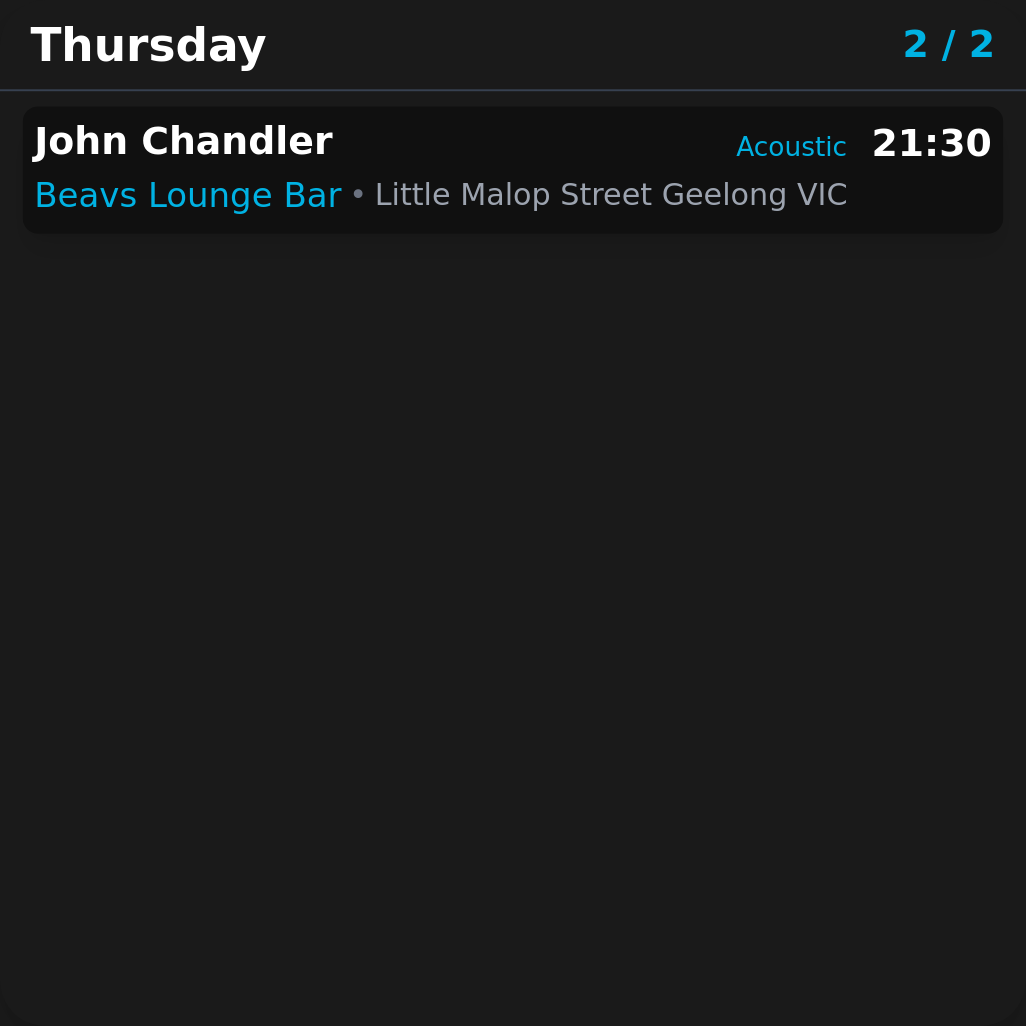 Thursday 2 / 2
John Chandler Acoustic 21:30
Beavs Lounge Bar • Little Malop Street Geelong VIC